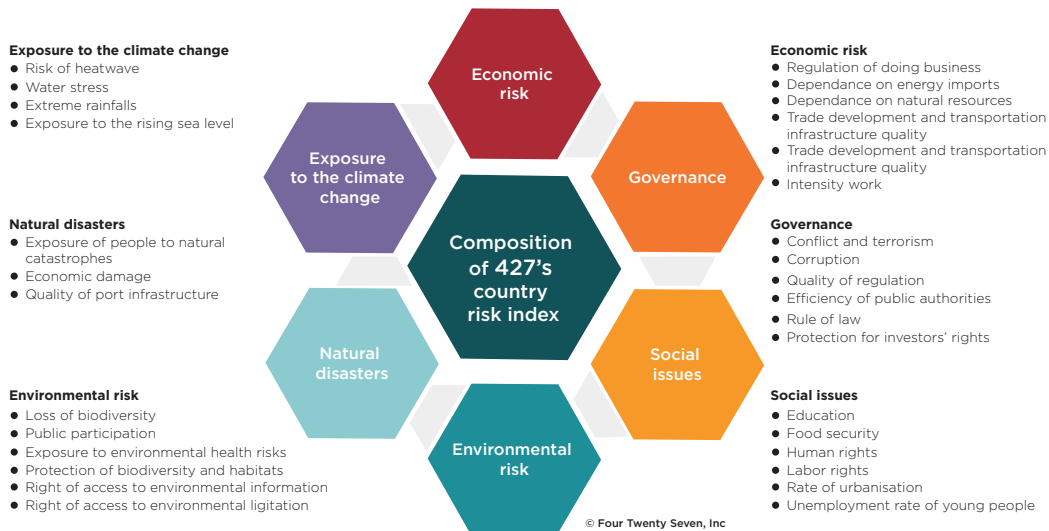 Exposure to the climate change
● Risk of heatwave
● Water stress
● Extreme rainfalls
● Exposure to the rising sea level
Natural disasters
● Exposure of people to natural
catastrophes
● Economic damage
● Quality of port infrastructure
Environmental risk
● Loss of biodiversity
● Public participation
● Exposure to environmental health risks
● Protection of biodiversity and habitats
● Right of access to environmental information
● Right of access to environmental ligitation
Economic
risk
Exposure
to the climate
change
Governance
Composition
of 427's
country
risk index
Natural
disasters
Social
issues
Environmental
risk
© Four Twenty Seven, Inc
Economic risk
● Regulation of doing business
● Dependance on energy imports
● Dependance on natural resources
● Trade development and transportation
infrastructure quality
● Trade development and transportation
infrastructure quality
● Intensity work
Governance
● Conflict and terrorism
● Corruption
● Quality of regulation
● Efficiency of public authorities
● Rule of law
● Protection for investors' rights
Social issues
● Education
● Food security
● Human rights
● Labor rights
● Rate of urbanisation
● Unemployment rate of young people